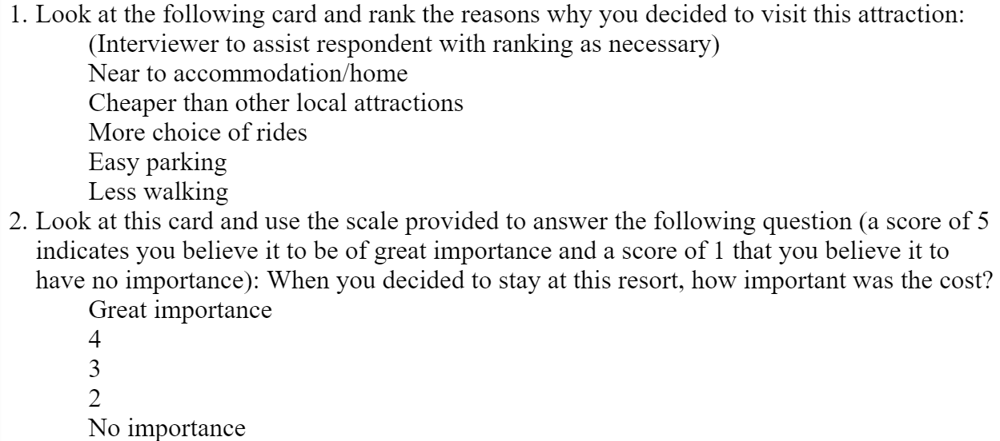 1. Look at the following card and rank the reasons why you decided to visit this attraction:
(Interviewer to assist respondent with ranking as necessary)
Near to accommodation/home
Cheaper than other local attractions
More choice of rides
Easy parking
Less walking
2. Look at this card and use the scale provided to answer the following question (a score of 5
indicates you believe it to be of great importance and a score of 1 that you believe it to
have no importance): When you decided to stay at this resort, how important was the cost?
Great importance
4
3
2
No importance